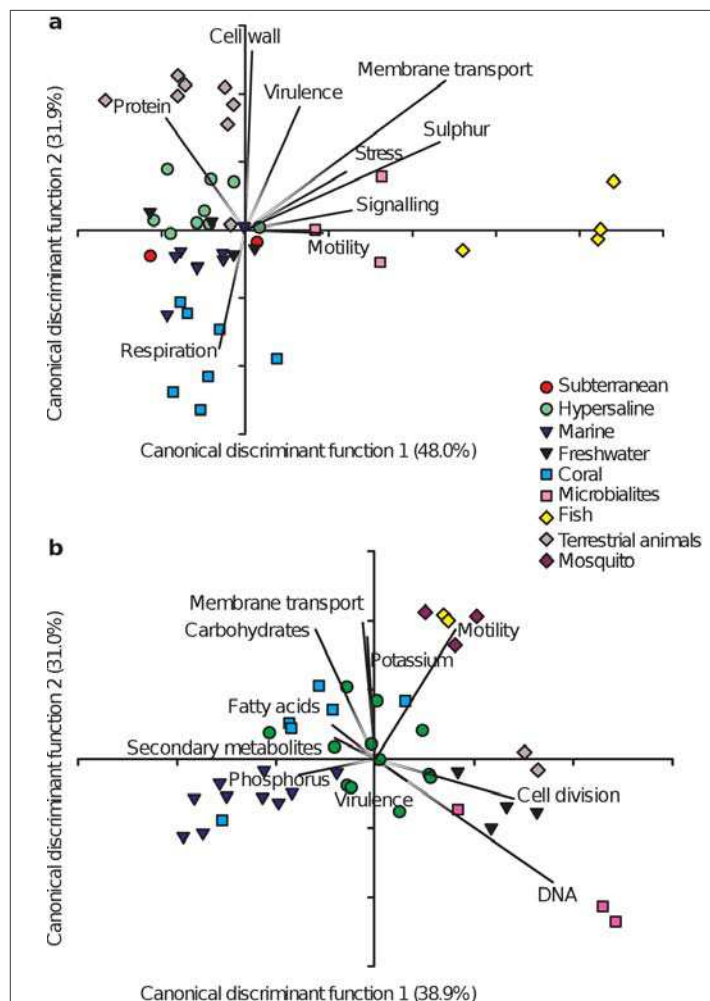 a
Cell wall
Membrane transport
Virulence
Protein
Sulphur
Stress
Signalling
Motility
Respiration
Canonical discriminant function 2 (31.9%)
Canonical discriminant function 1 (48.0%)
Subterranean
Hypersaline
Marine
Freshwater
Coral
Microbialites
Fish
Terrestrial animals
Mosquito
b
Membrane transport
Carbohydrates
Motility
Potassium
Fatty acids
Secondary metabolites
Phosphorus
Virulence
Cell division
DNA
Canonical discriminant function 2 (31.0%)
Canonical discriminant function 1 (38.9%)